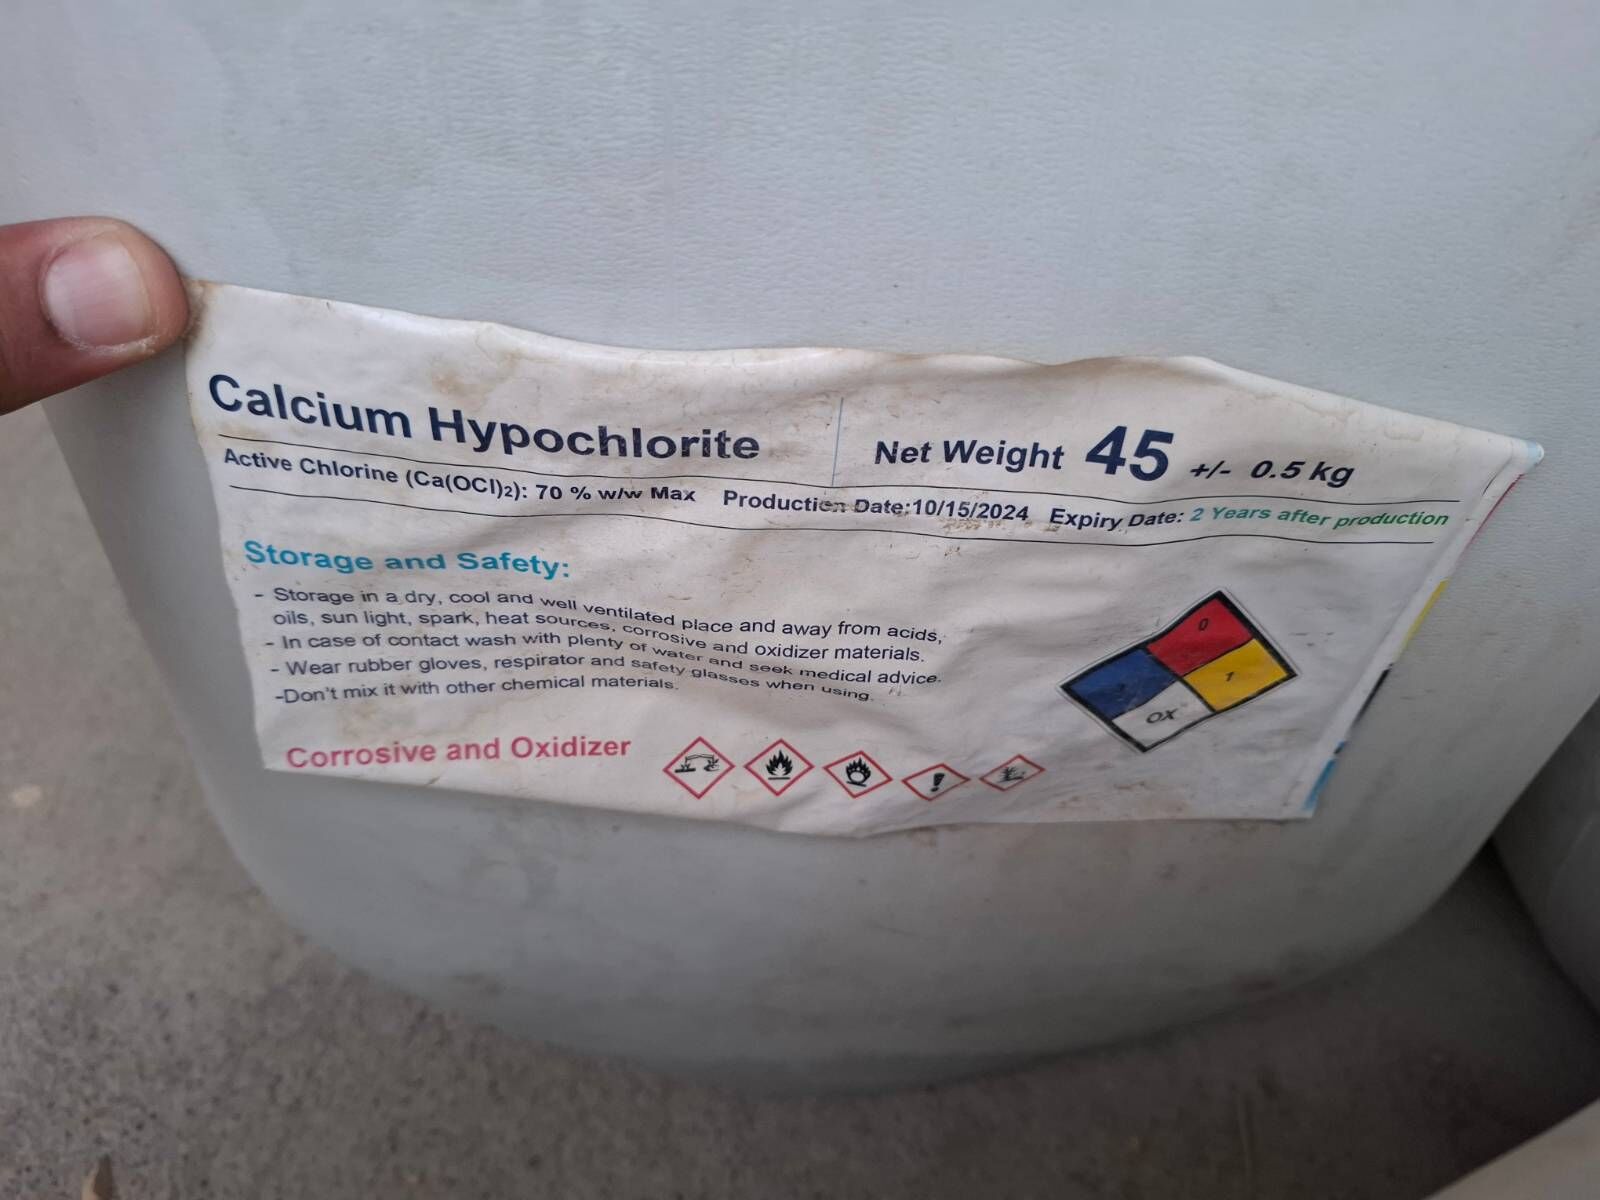 Calcium Hypochlorite
Net Weight 45 +/- 0.5 kg
Active Chlorine (Ca(OCl)₂): 70 % w/w Max Production Date:10/15/2024 Expiry Date: 2 Years after production
Storage and Safety:
- Storage in a dry, cool and well ventilated place and away from acids,
oils, sun light, spark, heat sources, corrosive and oxidizer materials.
- In case of contact wash with plenty of water and seek medical advice.
- Wear rubber gloves, respirator and safety glasses when using.
-Don't mix it with other chemical materials.
Corrosive and Oxidizer
0
1
OX